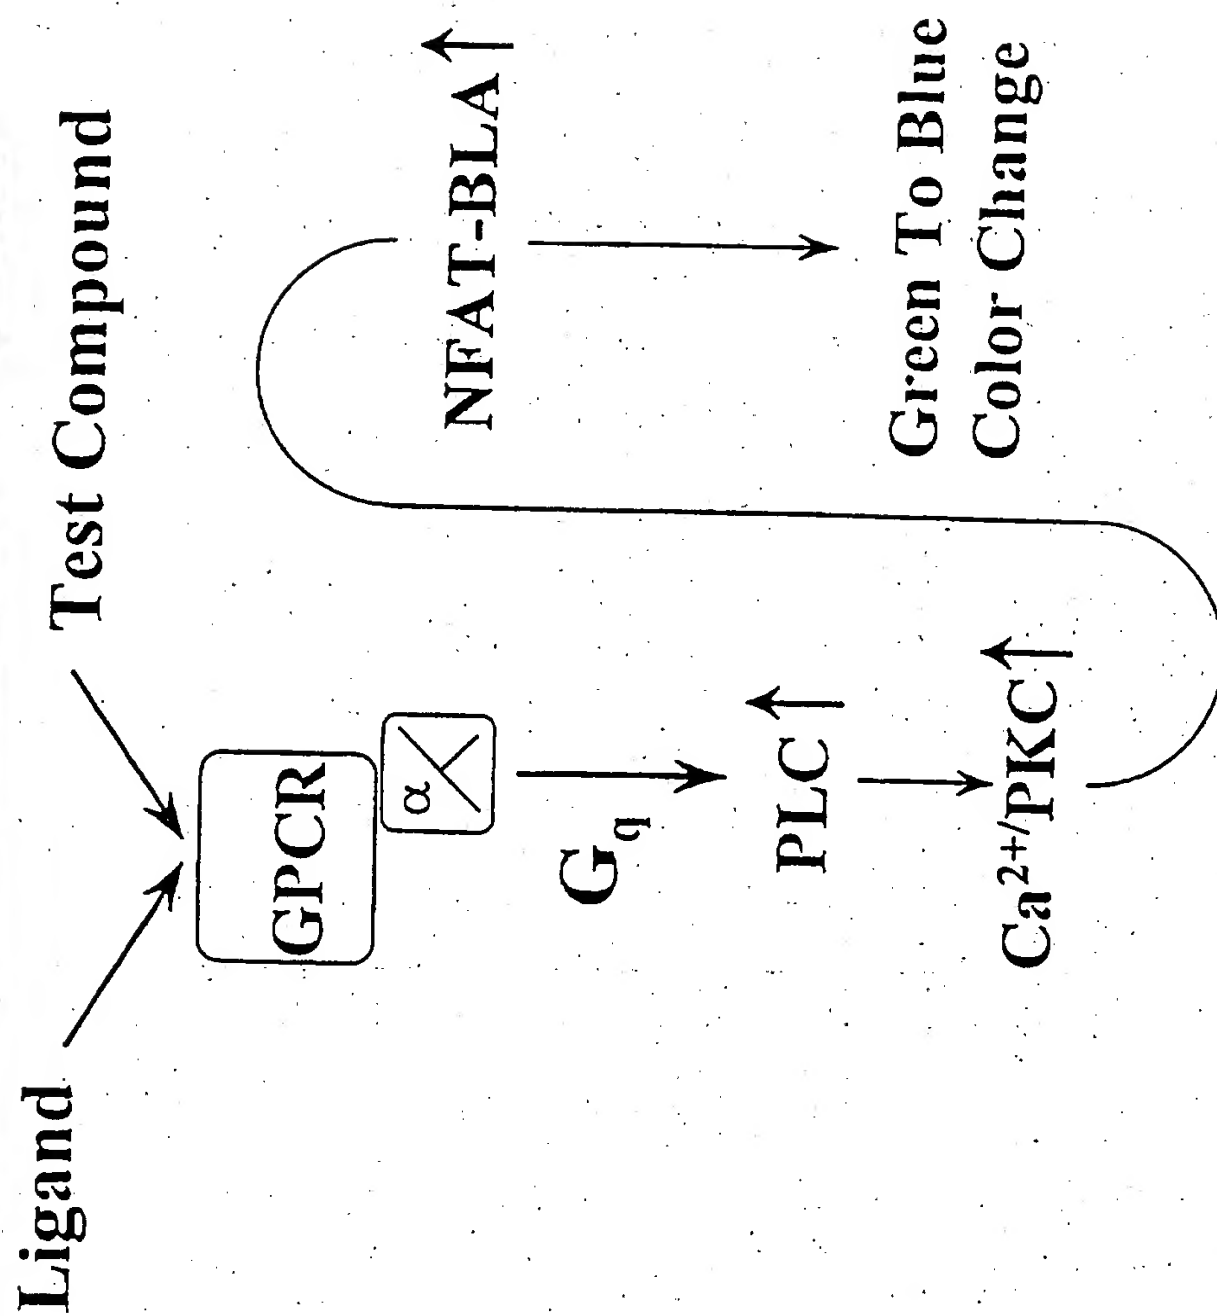 Ligand
Test Compound
GPCR
α
Gq
PLC↑
Ca²⁺/PKC↑
NFAT-BLA↑
Green To Blue
Color Change